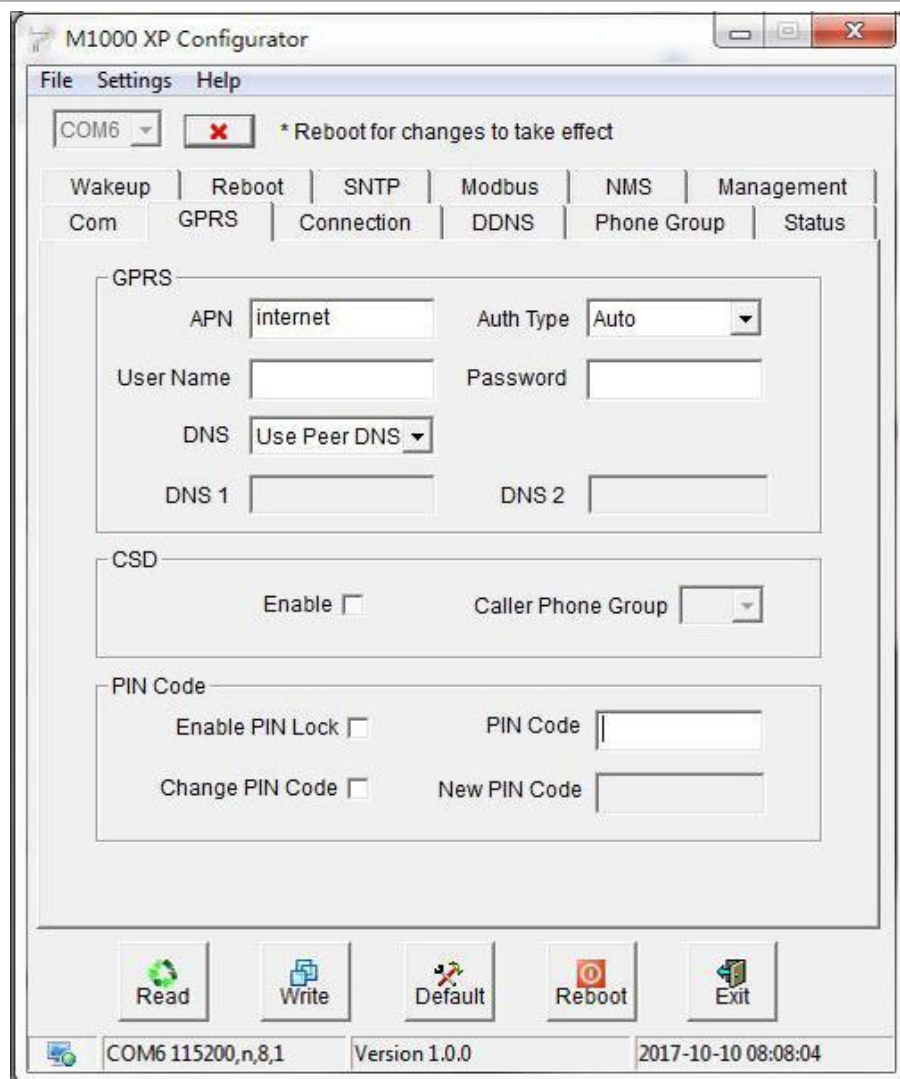 M1000 XP Configurator
File Settings Help
COM6 * Reboot for changes to take effect
Wakeup Reboot SNTP Modbus NMS Management
Com GPRS Connection DDNS Phone Group Status
GPRS
APN internet Auth Type Auto
User Name Password
DNS Use Peer DNS
DNS 1 DNS 2
CSD
Enable Caller Phone Group
PIN Code
Enable PIN Lock PIN Code
Change PIN Code New PIN Code
Read Write Default Reboot Exit
COM6 115200,n,8,1 Version 1.0.0 2017-10-10 08:08:04